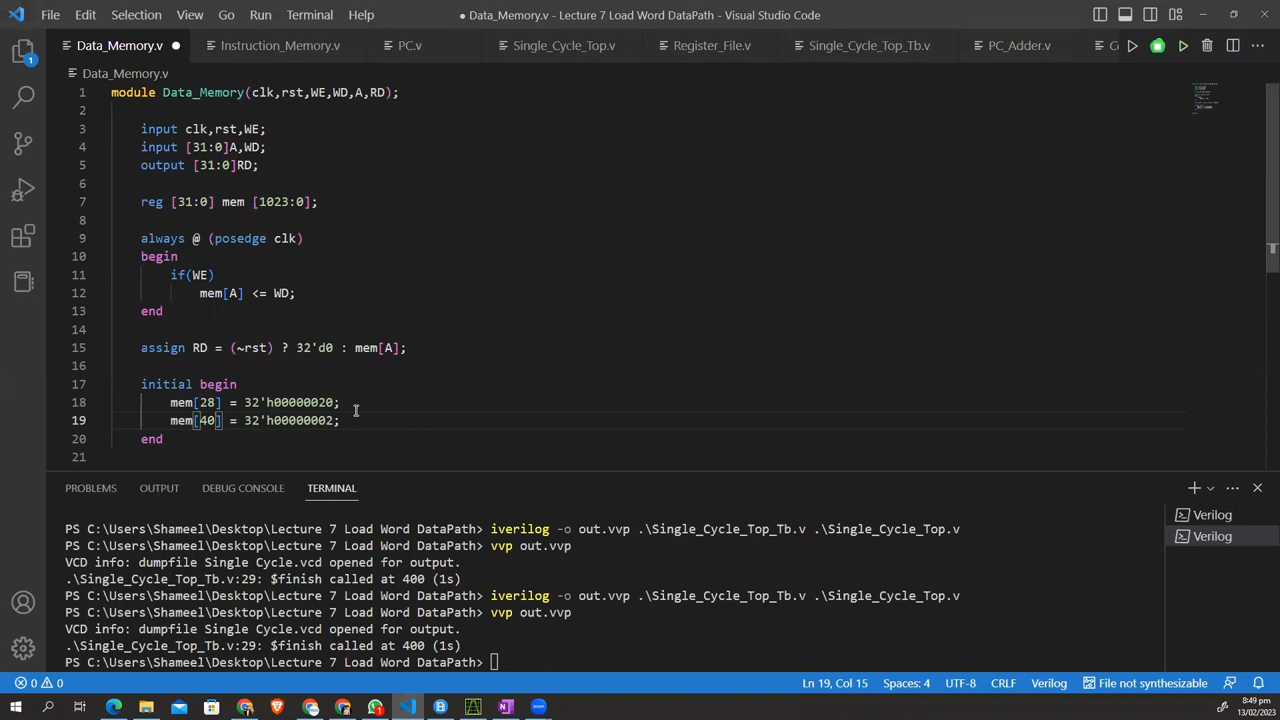 File Edit Selection View Go Run Terminal Help
● Data_Memory.v - Lecture 7 Load Word DataPath - Visual Studio Code
Data_Memory.v ● Instruction_Memory.v PC.v Single_Cycle_Top.v Register_File.v Single_Cycle_Top_Tb.v PC_Adder.v
Data_Memory.v
1 module Data_Memory(clk,rst,WE,WD,A,RD);
2
3 input clk,rst,WE;
4 input [31:0]A,WD;
5 output [31:0]RD;
6
7 reg [31:0] mem [1023:0];
8
9 always @ (posedge clk)
10 begin
11 if(WE)
12 mem[A] <= WD;
13 end
14
15 assign RD = (~rst) ? 32'd0 : mem[A];
16
17 initial begin
18 mem[28] = 32'h00000020;
19 mem[40] = 32'h00000002;
20 end
21
1
PROBLEMS OUTPUT DEBUG CONSOLE TERMINAL
PS C:\Users\Shameel\Desktop\Lecture 7 Load Word DataPath> iverilog -o out.vvp .\Single_Cycle_Top_Tb.v .\Single_Cycle_Top.v
PS C:\Users\Shameel\Desktop\Lecture 7 Load Word DataPath> vvp out.vvp
VCD info: dumpfile Single Cycle.vcd opened for output.
.\Single_Cycle_Top_Tb.v:29: $finish called at 400 (1s)
PS C:\Users\Shameel\Desktop\Lecture 7 Load Word DataPath> iverilog -o out.vvp .\Single_Cycle_Top_Tb.v .\Single_Cycle_Top.v
PS C:\Users\Shameel\Desktop\Lecture 7 Load Word DataPath> vvp out.vvp
VCD info: dumpfile Single Cycle.vcd opened for output.
.\Single_Cycle_Top_Tb.v:29: $finish called at 400 (1s)
PS C:\Users\Shameel\Desktop\Lecture 7 Load Word DataPath>
Verilog
Verilog
0 0 Ln 19, Col 15 Spaces: 4 UTF-8 CRLF Verilog File not synthesizable
8:49 pm
13/02/2023